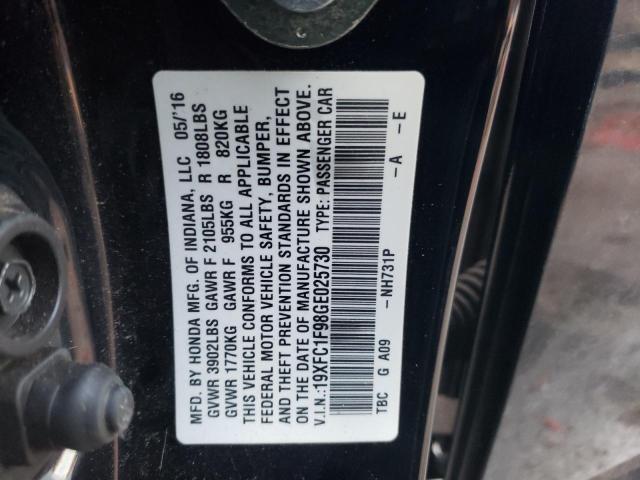 MFD. BY HONDA MFG. OF INDIANA, LLC 05/'16
GVWR 3902LBS GAWR F 2105LBS R 1808LBS
GVWR 1770KG GAWR F 955KG R 820KG
THIS VEHICLE CONFORMS TO ALL APPLICABLE
FEDERAL MOTOR VEHICLE SAFETY, BUMPER,
AND THEFT PREVENTION STANDARDS IN EFFECT
ON THE DATE OF MANUFACTURE SHOWN ABOVE.
V.I.N.:19XFC1F98GE025730 TYPE: PASSENGER CAR
-NH731P -A -E
TBC G A09